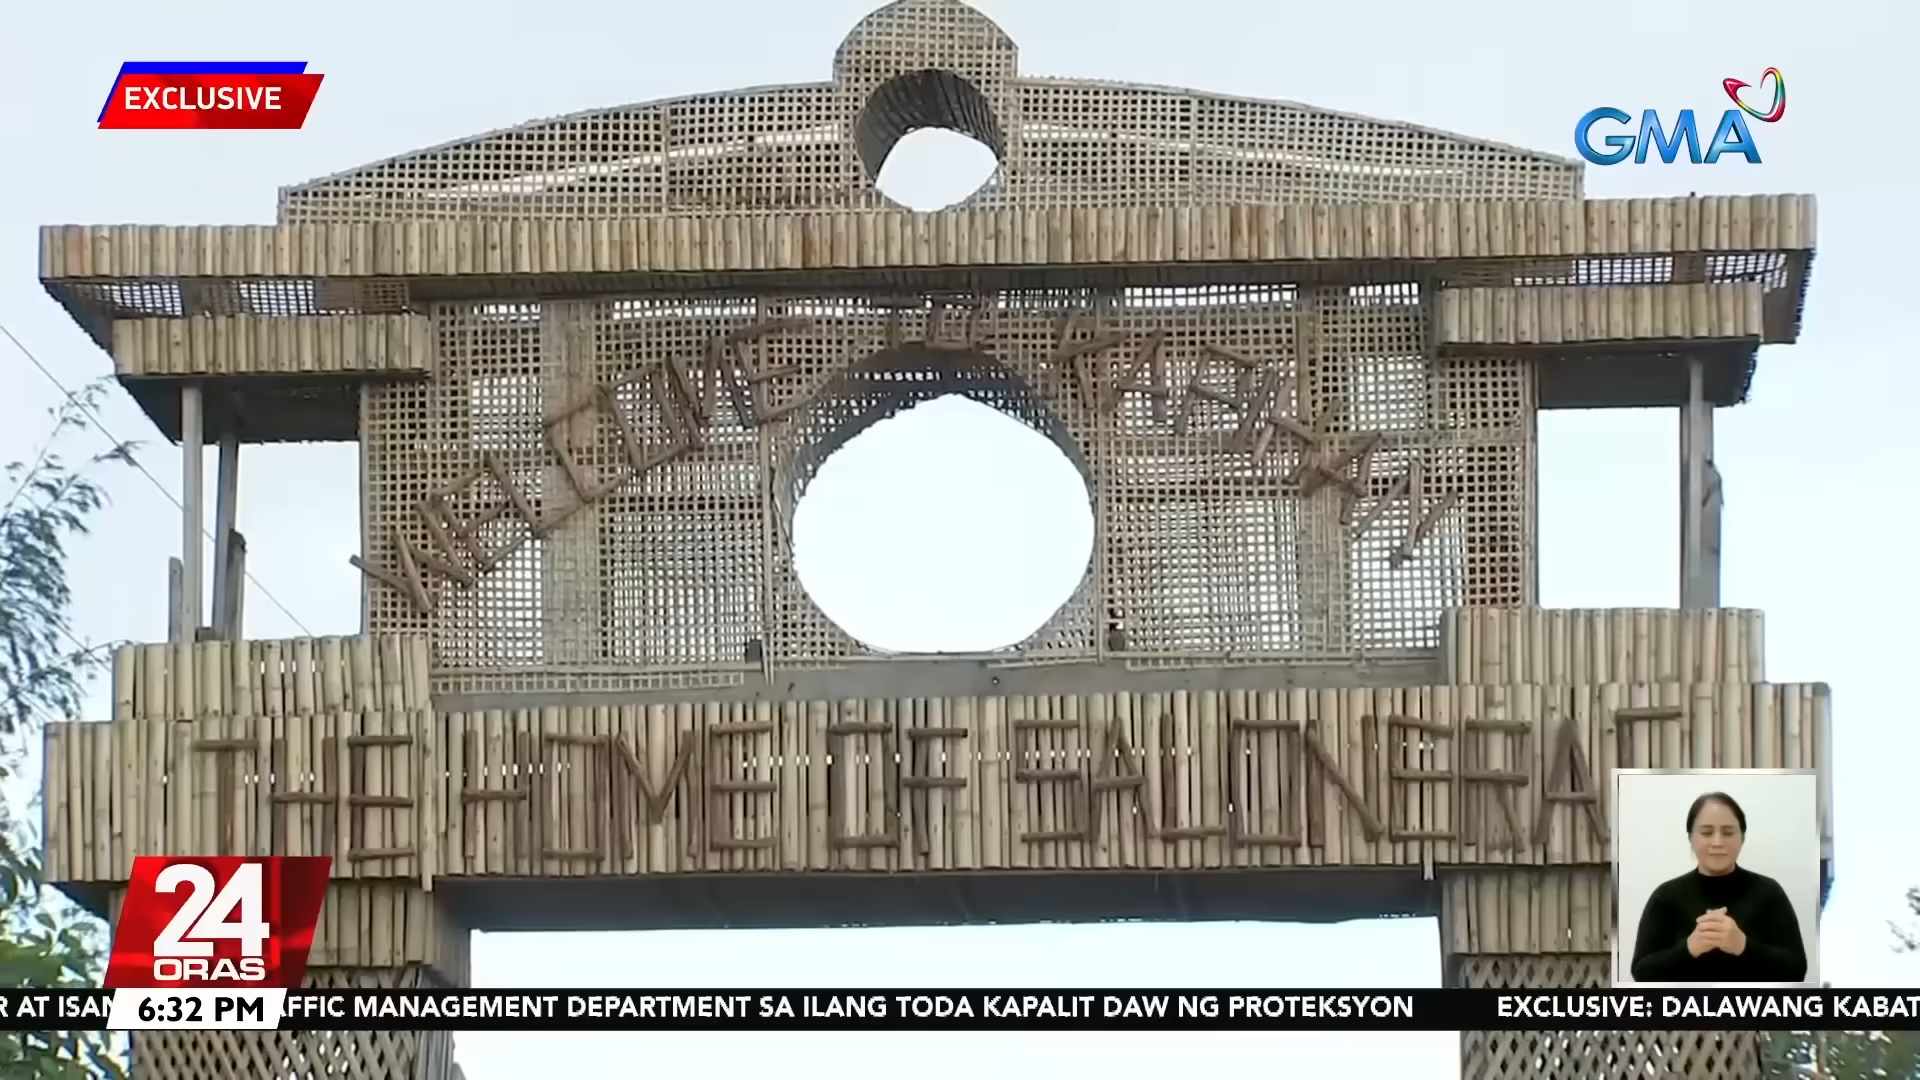 EXCLUSIVE
GMA
WELCOME TO KABINTAN
THE HOME OF SALONERA
24
ORAS
6:32 PM
R AT ISAN AFFIC MANAGEMENT DEPARTMENT SA ILANG TODA KAPALIT DAW NG PROTEKSYON EXCLUSIVE: DALAWANG KABAT